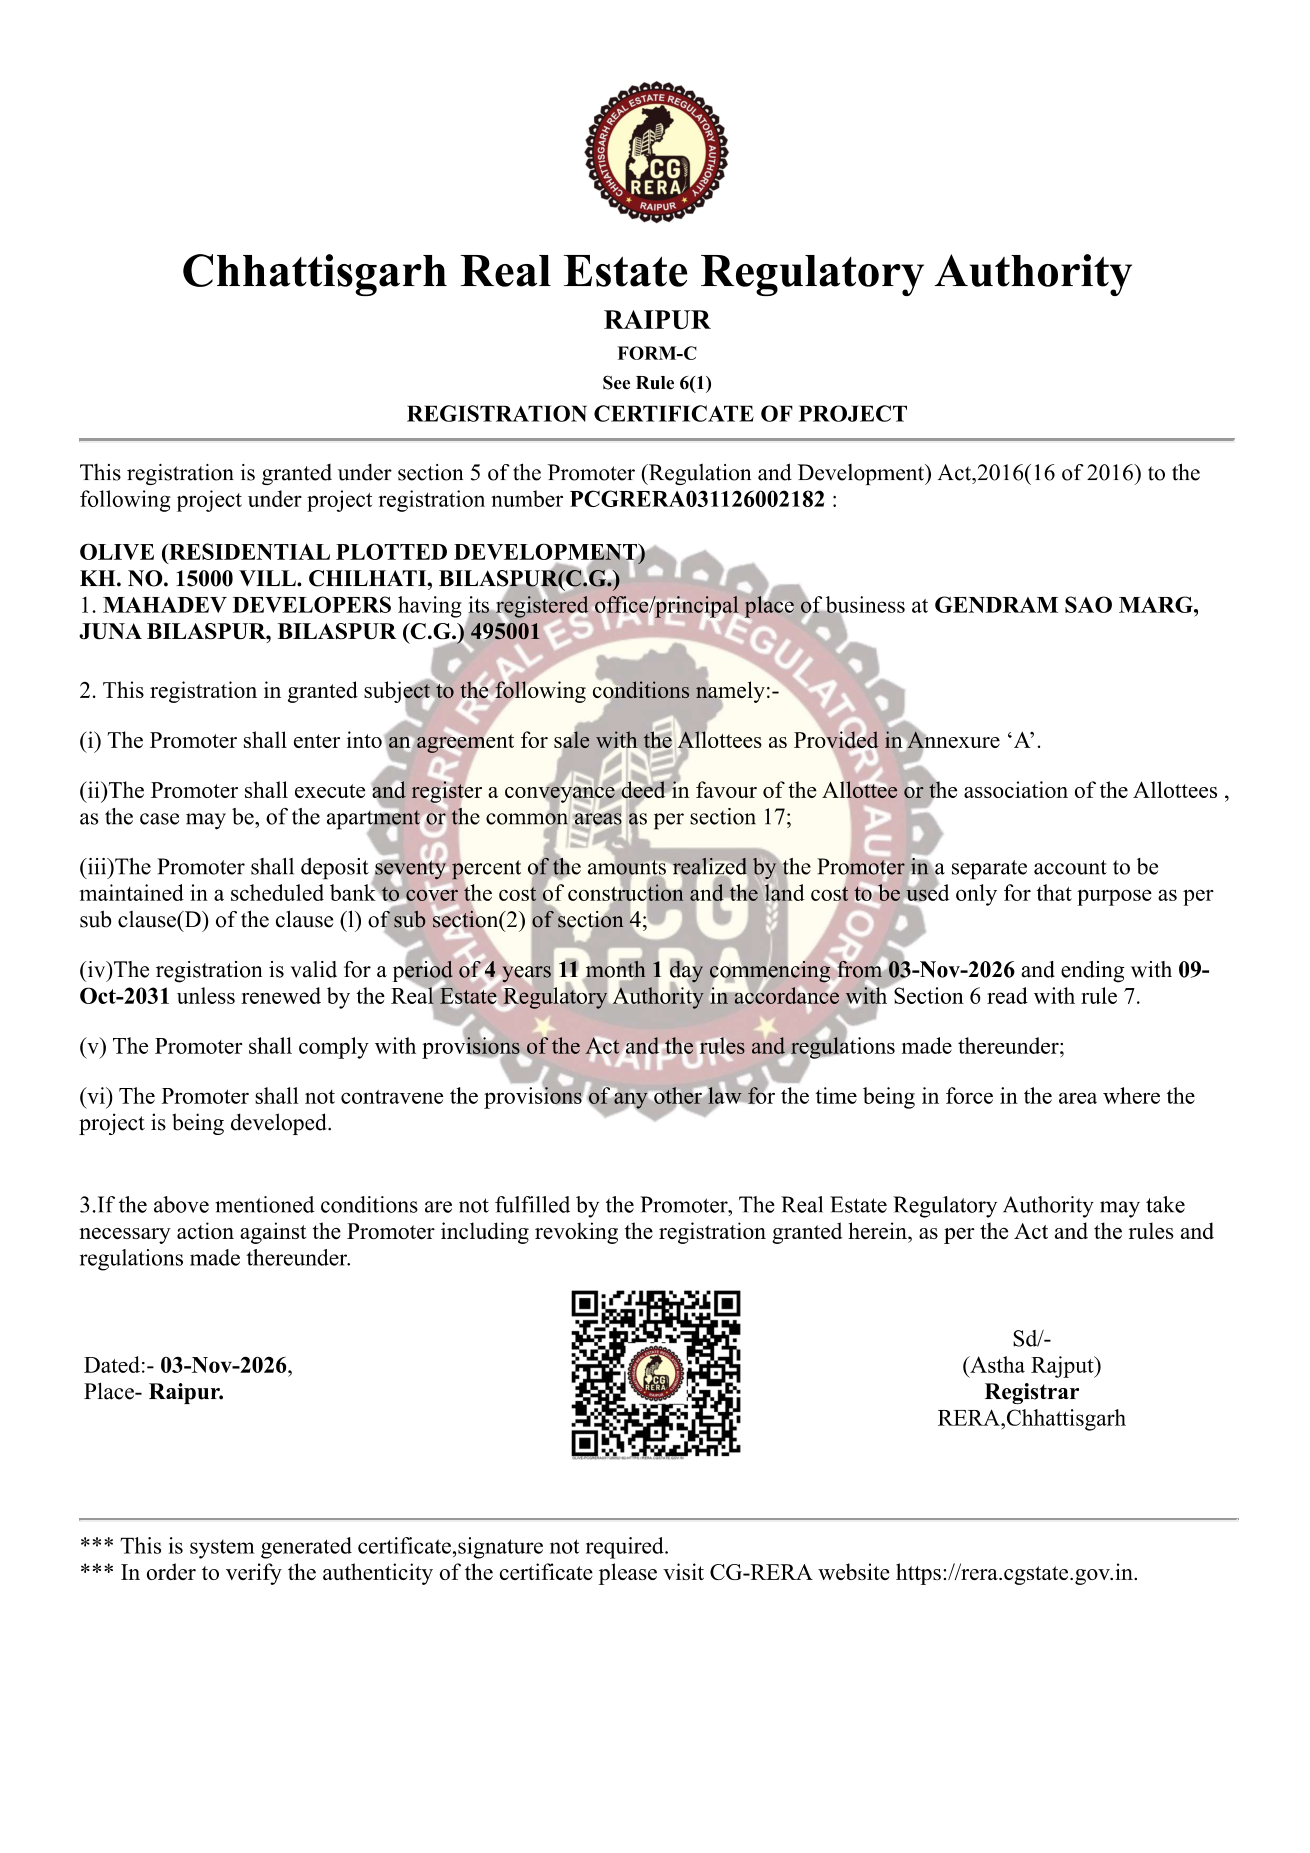 CHHATTISGARH REAL ESTATE REGULATORY AUTHORITY
CG
RERA
RAIPUR
Chhattisgarh Real Estate Regulatory Authority
RAIPUR
FORM-C
See Rule 6(1)
REGISTRATION CERTIFICATE OF PROJECT
This registration is granted under section 5 of the Promoter (Regulation and Development) Act,2016(16 of 2016) to the
following project under project registration number PCGRERA031126002182 :
OLIVE (RESIDENTIAL PLOTTED DEVELOPMENT)
KH. NO. 15000 VILL. CHILHATI, BILASPUR(C.G.)
1. MAHADEV DEVELOPERS having its registered office/principal place of business at GENDRAM SAO MARG,
JUNA BILASPUR, BILASPUR (C.G.) 495001
2. This registration in granted subject to the following conditions namely:-
(i) The Promoter shall enter into an agreement for sale with the Allottees as Provided in Annexure ‘A’.
(ii)The Promoter shall execute and register a conveyance deed in favour of the Allottee or the association of the Allottees ,
as the case may be, of the apartment or the common areas as per section 17;
(iii)The Promoter shall deposit seventy percent of the amounts realized by the Promoter in a separate account to be
maintained in a scheduled bank to cover the cost of construction and the land cost to be used only for that purpose as per
sub clause(D) of the clause (l) of sub section(2) of section 4;
(iv)The registration is valid for a period of 4 years 11 month 1 day commencing from 03-Nov-2026 and ending with 09-
Oct-2031 unless renewed by the Real Estate Regulatory Authority in accordance with Section 6 read with rule 7.
(v) The Promoter shall comply with provisions of the Act and the rules and regulations made thereunder;
(vi) The Promoter shall not contravene the provisions of any other law for the time being in force in the area where the
project is being developed.
CHHATTISGARH REAL ESTATE REGULATORY AUTHORITY
CG
RERA
RAIPUR
3.If the above mentioned conditions are not fulfilled by the Promoter, The Real Estate Regulatory Authority may take
necessary action against the Promoter including revoking the registration granted herein, as per the Act and the rules and
regulations made thereunder.
Dated:- 03-Nov-2026,
Place- Raipur.
CG
RERA
Sd/-
(Astha Rajput)
Registrar
RERA,Chhattisgarh
*** This is system generated certificate,signature not required.
*** In order to verify the authenticity of the certificate please visit CG-RERA website https://rera.cgstate.gov.in.